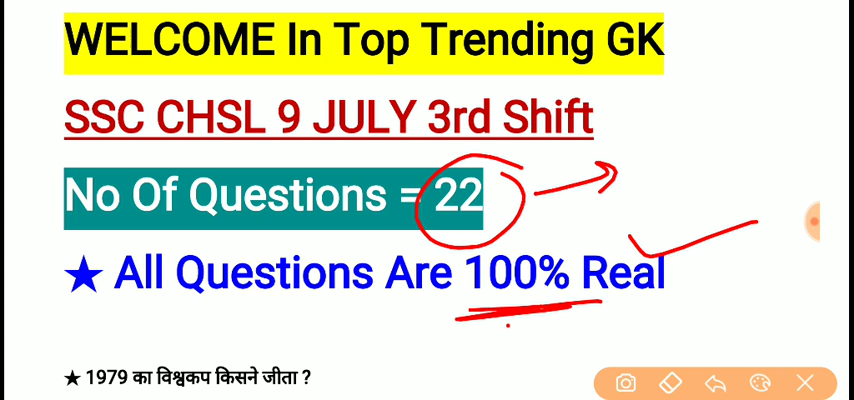 WELCOME In Top Trending GK
SSC CHSL 9 JULY 3rd Shift
No Of Questions = 22
★ All Questions Are 100% Real
★ 1979 का विश्वकप किसने जीता ?